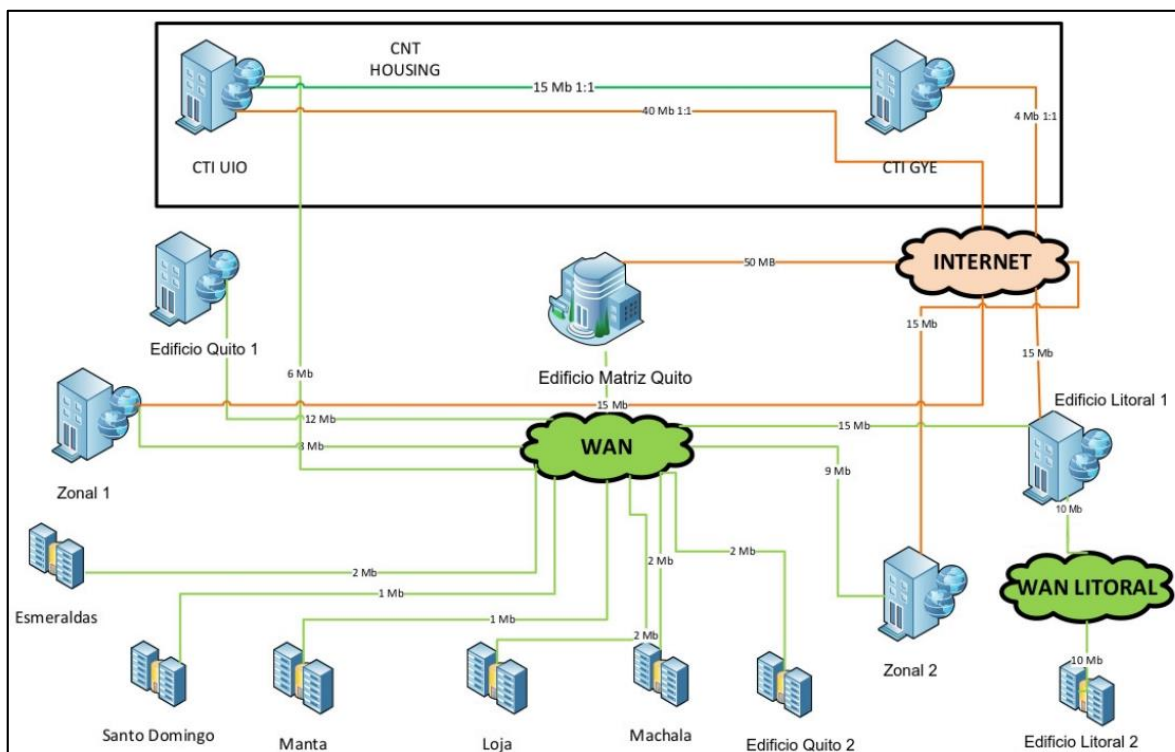 CNT
HOUSING
15 Mb 1:1
40 Mb 1:1
4 Mb 1:1
CTI UIO
CTI GYE
INTERNET
50 MB
Edificio Quito 1
15 Mb
15 Mb
Edificio Matriz Quito
6 Mb
Edificio Litoral 1
15 Mb
12 Mb
15 Mb
WAN
8 Mb
9 Mb
Zonal 1
10 Mb
2 Mb
2 Mb
2 Mb
WAN LITORAL
1 Mb
Esmeraldas
1 Mb
2 Mb
10 Mb
Zonal 2
Santo Domingo
Manta
Loja
Machala
Edificio Quito 2
Edificio Litoral 2